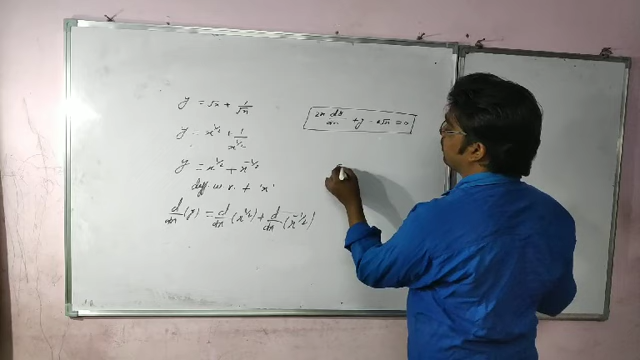 y = √x + 1/√x
y = x^1/2 + 1/x^1/2
y = x^1/2 + x^-1/2
diff w.r.t 'x'
d/dx (y) = d/dx (x^1/2) + d/dx (x^-1/2)
2x dy/dx + y - 2√x = 0